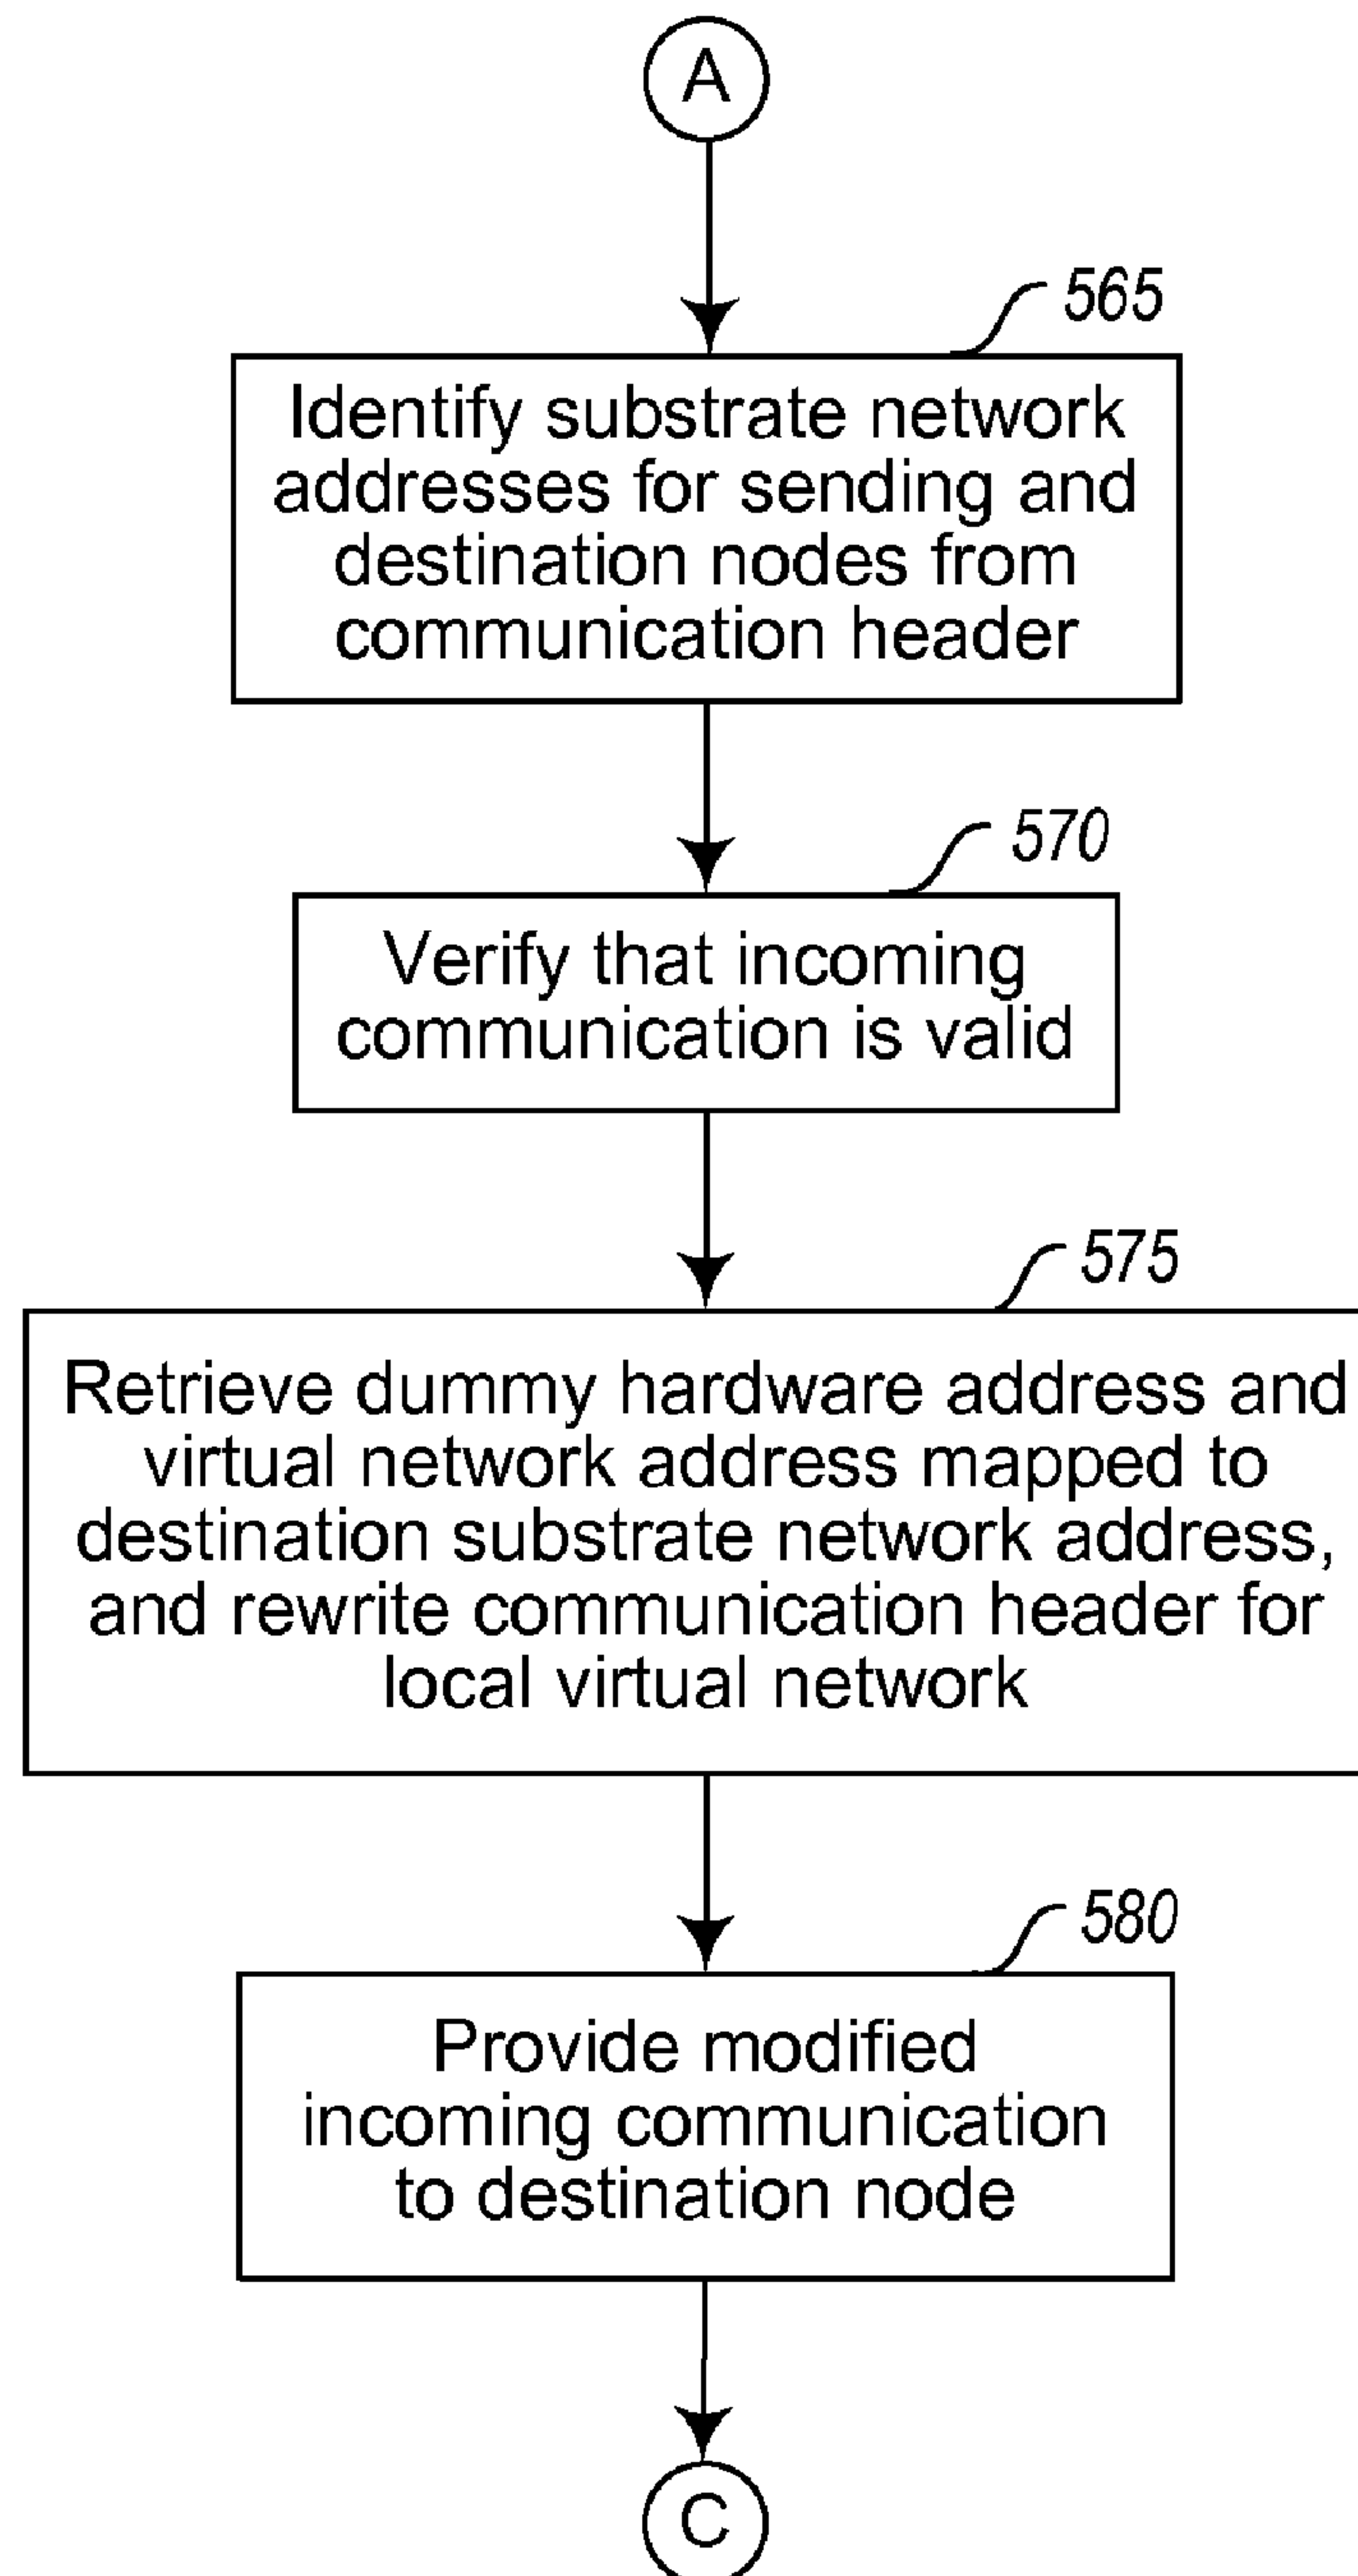 A
565
Identify substrate network
addresses for sending and
destination nodes from
communication header
570
Verify that incoming
communication is valid
575
Retrieve dummy hardware address and
virtual network address mapped to
destination substrate network address,
and rewrite communication header for
local virtual network
580
Provide modified
incoming communication
to destination node
C